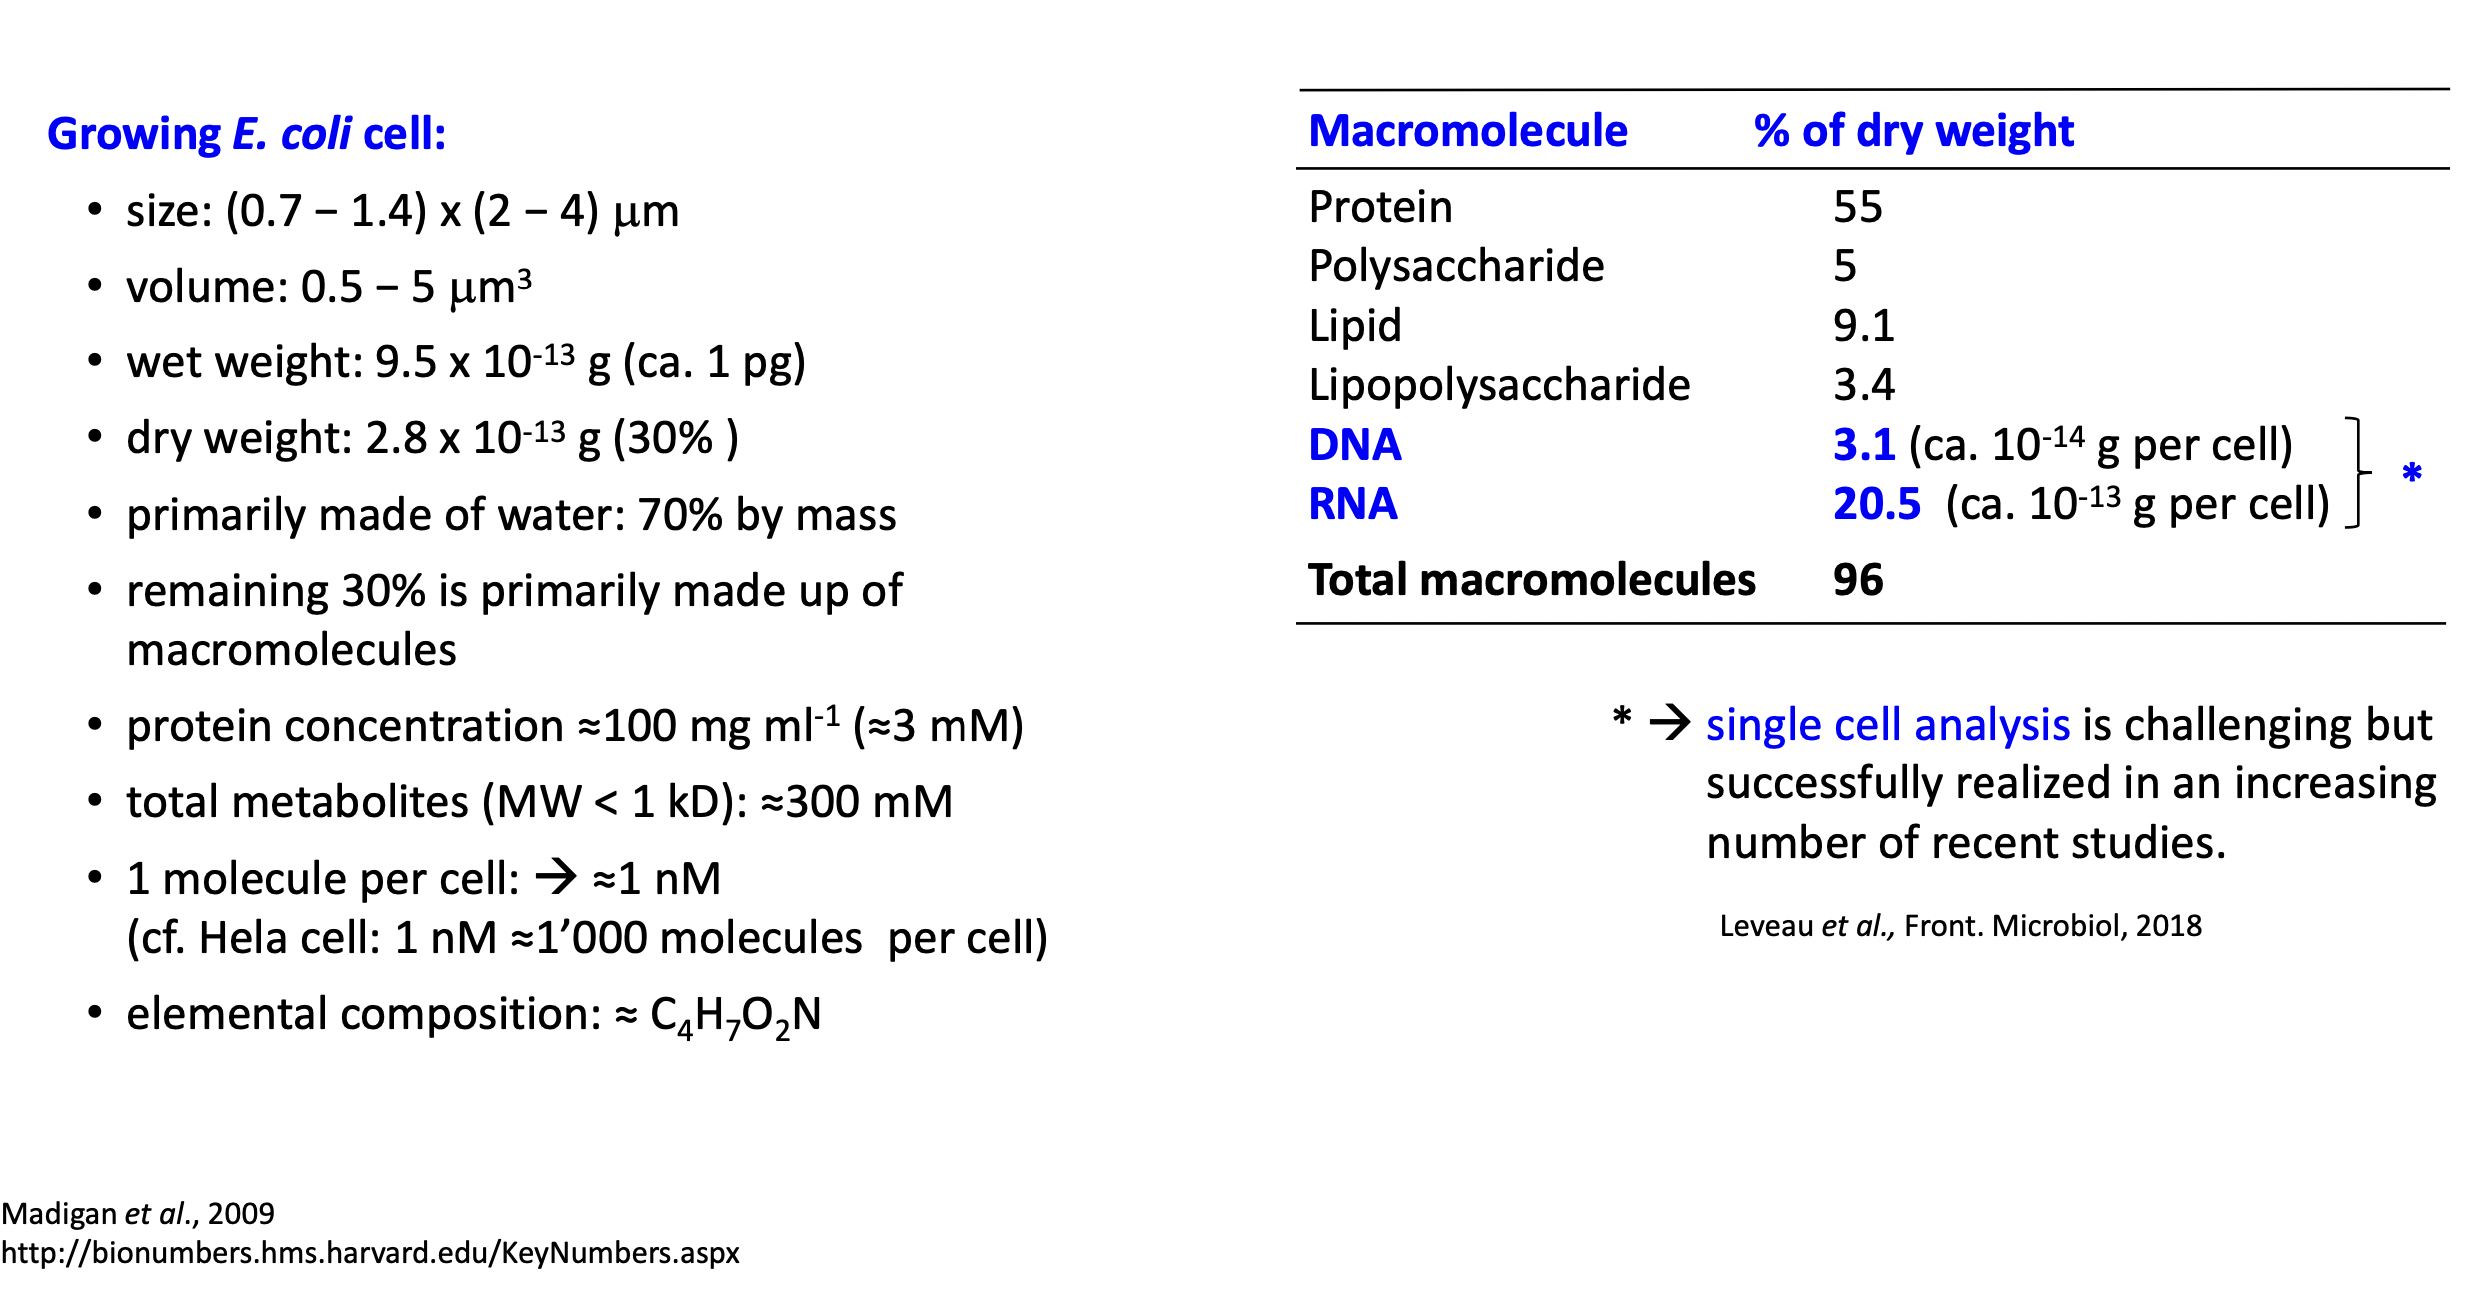 Growing E. coli cell:
• size: (0.7 – 1.4) x (2 – 4) μm
• volume: 0.5 – 5 μm³
• wet weight: 9.5 x 10⁻¹³ g (ca. 1 pg)
• dry weight: 2.8 x 10⁻¹³ g (30% )
• primarily made of water: 70% by mass
• remaining 30% is primarily made up of
macromolecules
• protein concentration ≈100 mg ml⁻¹ (≈3 mM)
• total metabolites (MW < 1 kD): ≈300 mM
• 1 molecule per cell: → ≈1 nM
(cf. Hela cell: 1 nM ≈1’000 molecules per cell)
• elemental composition: ≈ C₄H₇O₂N
Macromolecule % of dry weight
Protein 55
Polysaccharide 5
Lipid 9.1
Lipopolysaccharide 3.4
DNA 3.1 (ca. 10⁻¹⁴ g per cell)
RNA 20.5 (ca. 10⁻¹³ g per cell)
*
Total macromolecules 96
* → single cell analysis is challenging but
successfully realized in an increasing
number of recent studies.
Leveau et al., Front. Microbiol, 2018
Madigan et al., 2009
http://bionumbers.hms.harvard.edu/KeyNumbers.aspx